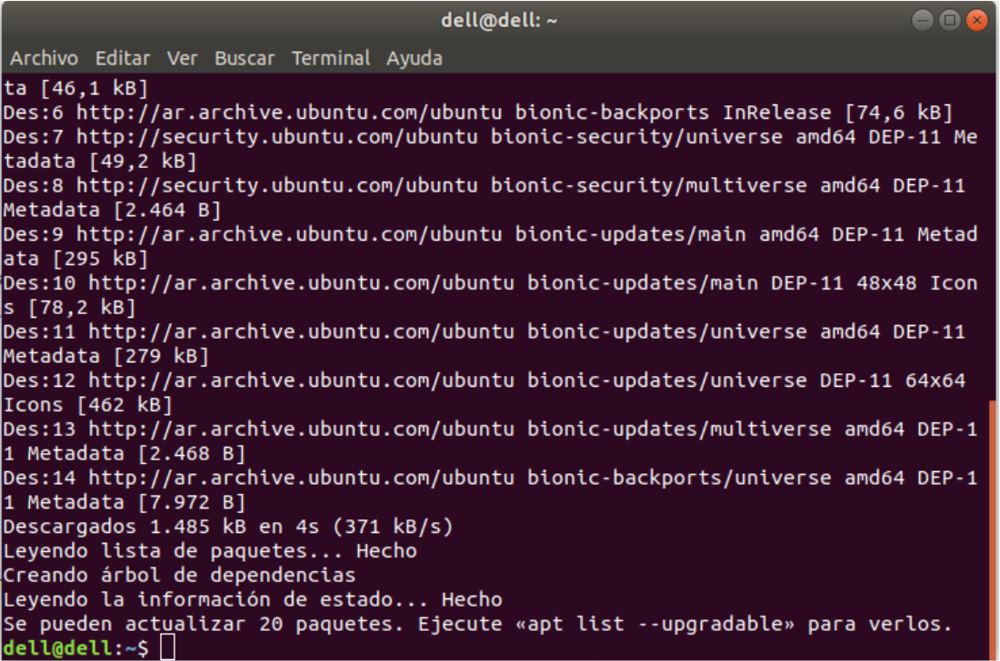 dell@dell: ~
Archivo Editar Ver Buscar Terminal Ayuda
ta [46,1 kB]
Des:6 http://ar.archive.ubuntu.com/ubuntu bionic-backports InRelease [74,6 kB]
Des:7 http://security.ubuntu.com/ubuntu bionic-security/universe amd64 DEP-11 Me
tadata [49,2 kB]
Des:8 http://security.ubuntu.com/ubuntu bionic-security/multiverse amd64 DEP-11
Metadata [2.464 B]
Des:9 http://ar.archive.ubuntu.com/ubuntu bionic-updates/main amd64 DEP-11 Metad
ata [295 kB]
Des:10 http://ar.archive.ubuntu.com/ubuntu bionic-updates/main DEP-11 48x48 Icon
s [78,2 kB]
Des:11 http://ar.archive.ubuntu.com/ubuntu bionic-updates/universe amd64 DEP-11
Metadata [279 kB]
Des:12 http://ar.archive.ubuntu.com/ubuntu bionic-updates/universe DEP-11 64x64
Icons [462 kB]
Des:13 http://ar.archive.ubuntu.com/ubuntu bionic-updates/multiverse amd64 DEP-1
1 Metadata [2.468 B]
Des:14 http://ar.archive.ubuntu.com/ubuntu bionic-backports/universe amd64 DEP-1
1 Metadata [7.972 B]
Descargados 1.485 kB en 4s (371 kB/s)
Leyendo lista de paquetes... Hecho
Creando árbol de dependencias
Leyendo la información de estado... Hecho
Se pueden actualizar 20 paquetes. Ejecute «apt list --upgradable» para verlos.
dell@dell:~$